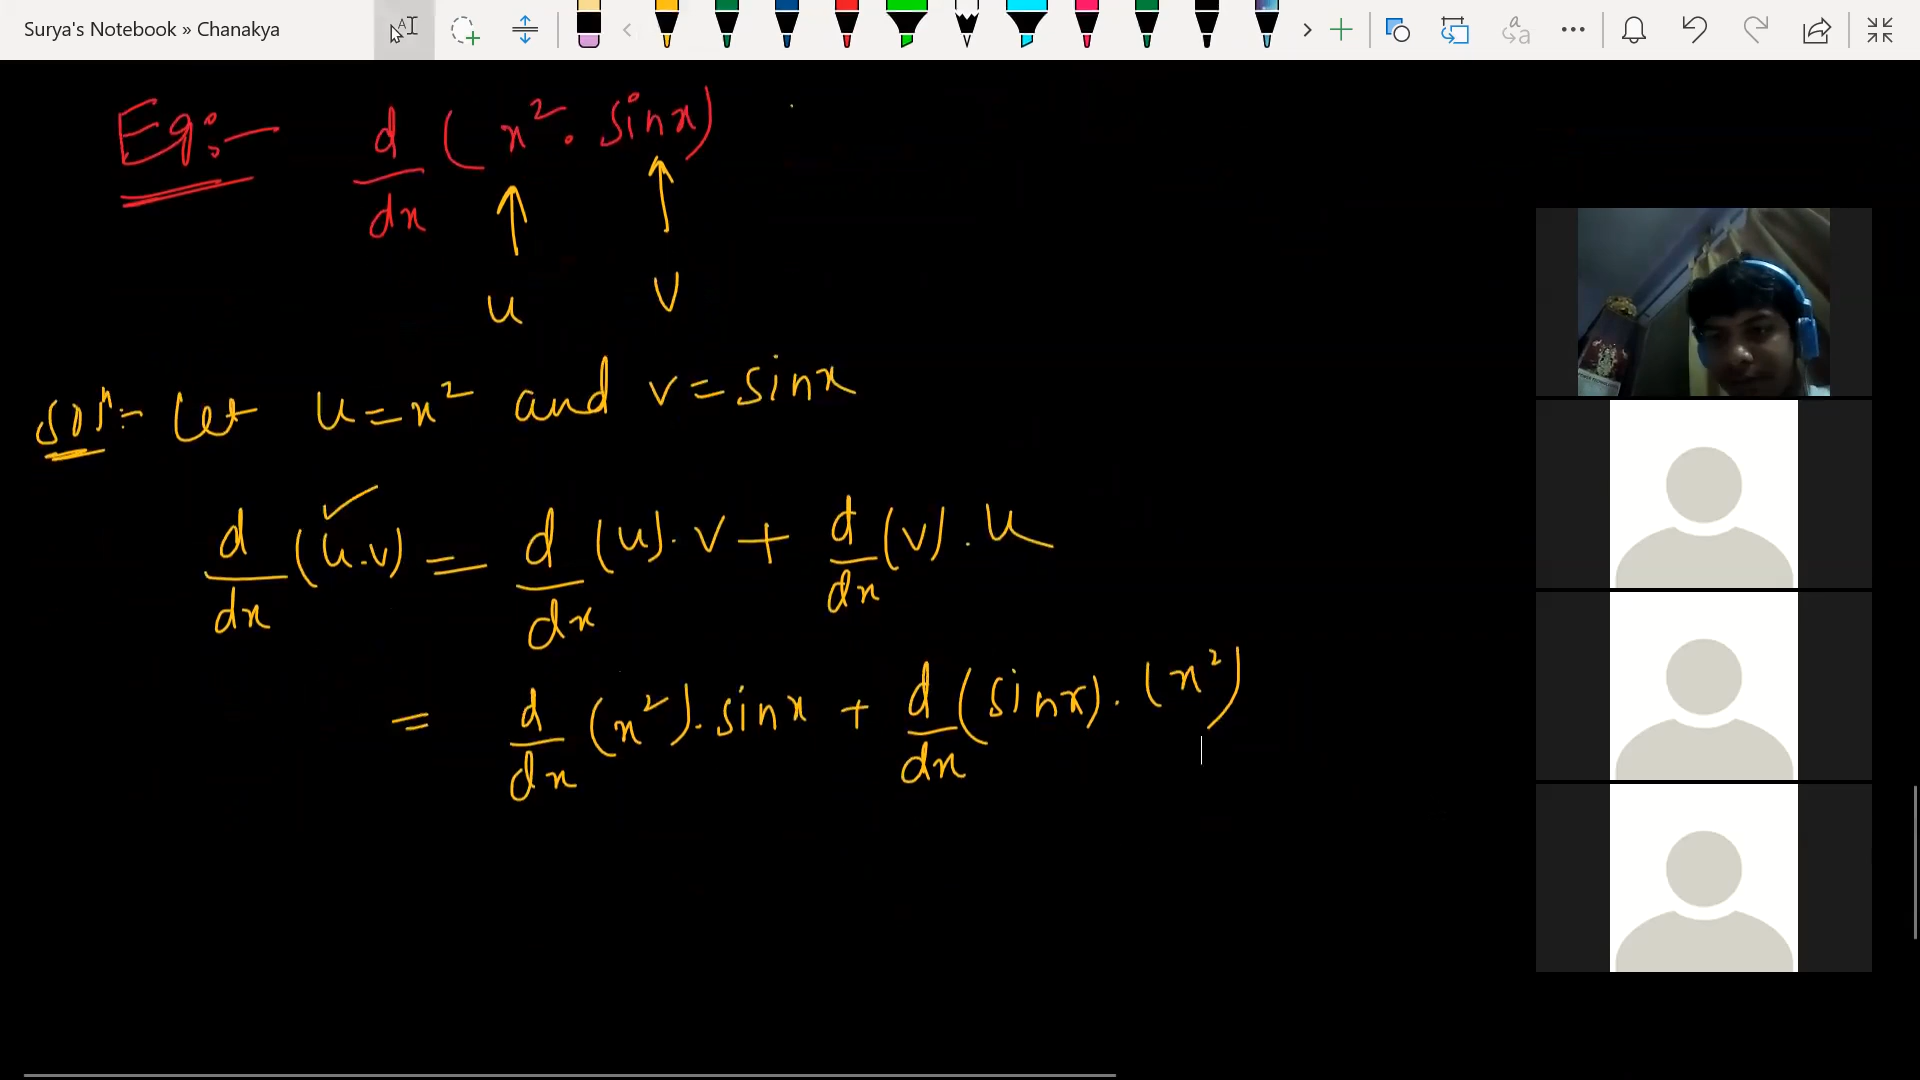 Surya's Notebook » Chanakya
Eg:- d/dx (x². sinx)
u v
Solⁿ:- Let u=x² and v=sinx
d/dx (u.v) = d/dx (u). v + d/dx (v). u
= d/dx (x²). sinx + d/dx (sinx). (x²)